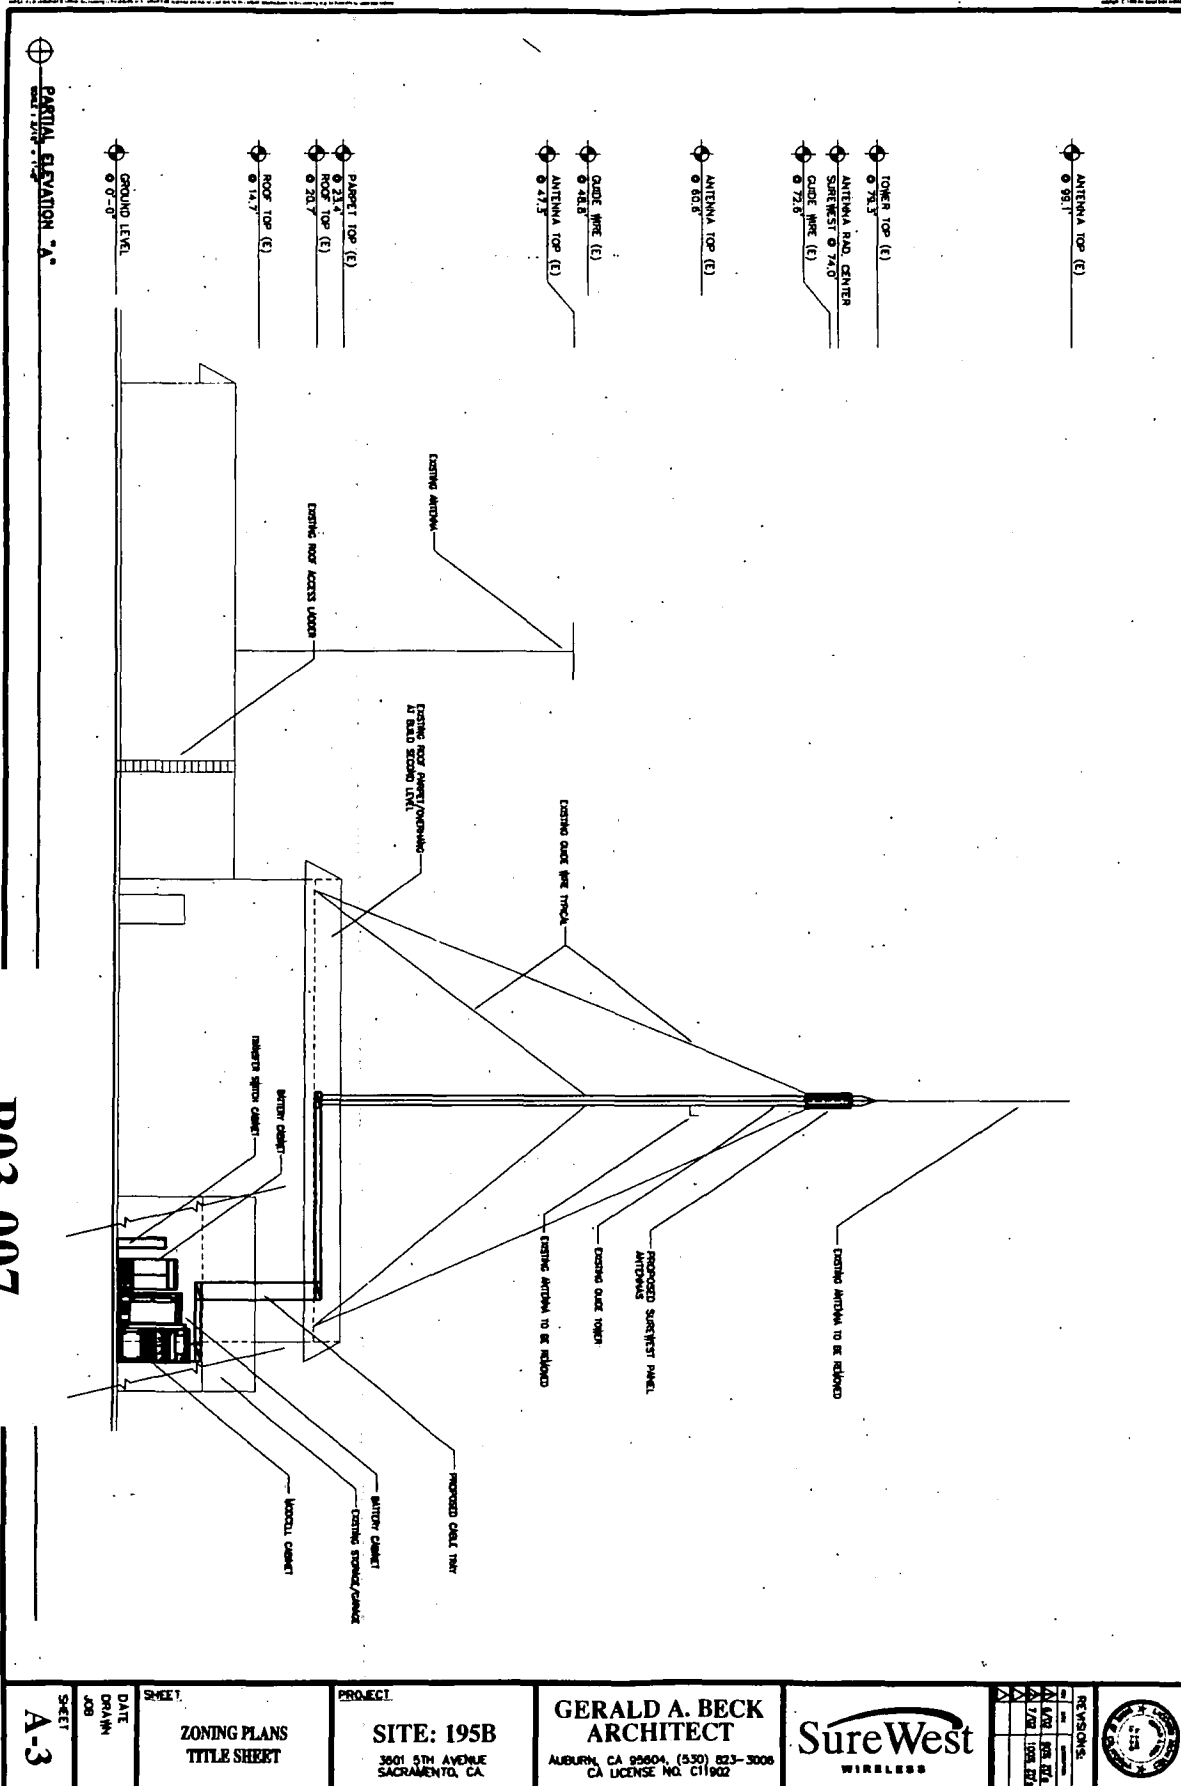 ANTENNA TOP (E)
@ 99.1'
TOWER TOP (E)
@ 79.3'
ANTENNA RAD. CENTER
SUREWEST @ 74.0'
GUIDE WIRE (E)
@ 72.6'
ANTENNA TOP (E)
@ 60.6'
GUIDE WIRE (E)
@ 48.8'
ANTENNA TOP (E)
@ 47.3'
PARPET TOP (E)
@ 23.4'
ROOF TOP (E)
@ 20.7'
ROOF TOP (E)
@ 14.7'
GROUND LEVEL
@ 0'-0"
EXISTING ANTENNA
EXISTING ROOF ACCESS LADDER
EXISTING ROOF PARPET/OVERHANG
AT BUILD SECOND LEVEL
EXISTING GUIDE WIRE TYPICAL
TRANSFER SWITCH CABINET
BATTERY CABINET
EXISTING ANTENNA TO BE REMOVED
PROPOSED SUREWEST PANEL
ANTENNAS
EXISTING GUIDE TOWER
EXISTING ANTENNA TO BE REMOVED
PROPOSED CABLE TRAY
BATTERY CABINET
EXISTING STORAGE/GARAGE
MODCELL CABINET
PARTIAL ELEVATION "A"
P03-007
REVISIONS:
SureWest
WIRELESS
GERALD A. BECK
ARCHITECT
AUBURN, CA 95604, (530) 823-3006
CA LICENSE NO. C11902
PROJECT
SITE: 195B
3601 5TH AVENUE
SACRAMENTO, CA.
SHEET
ZONING PLANS
TITLE SHEET
DATE
DRAWN
JOB
SHEET
A-3